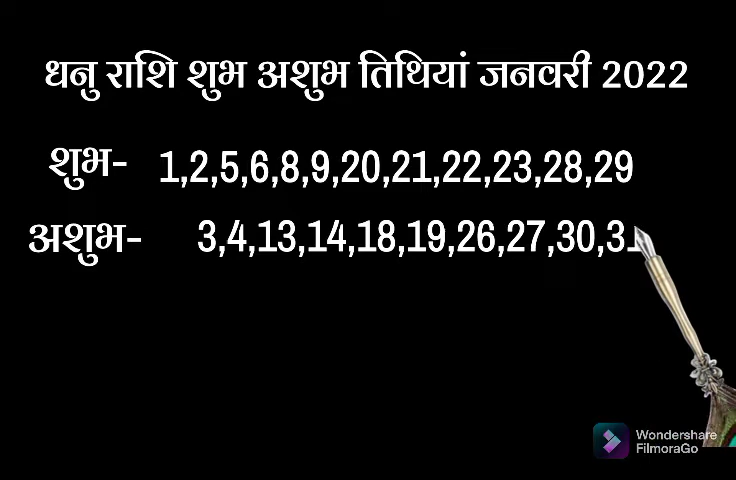 धनु राशि शुभ अशुभ तिथियां जनवरी 2022
शुभ- 1,2,5,6,8,9,20,21,22,23,28,29
अशुभ- 3,4,13,14,18,19,26,27,30,31
Wondershare
FilmoraGo